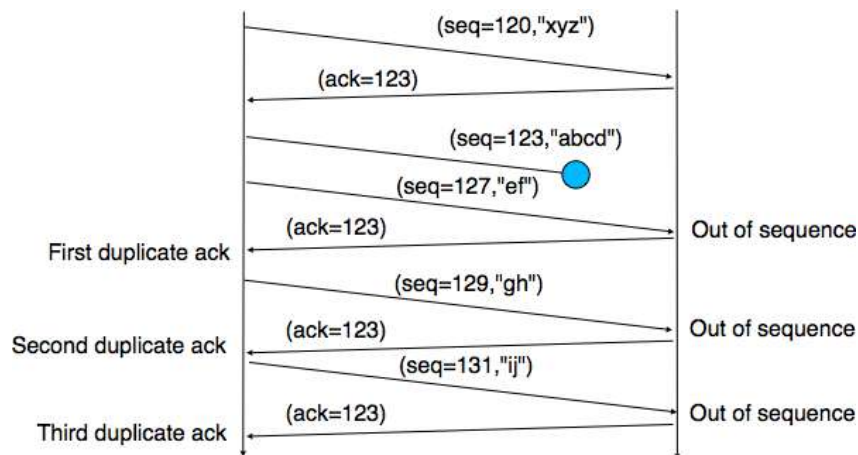 (seq=120,"xyz")
(ack=123)
(seq=123,"abcd")
(seq=127,"ef")
(ack=123)
Out of sequence
First duplicate ack
(seq=129,"gh")
(ack=123)
Out of sequence
Second duplicate ack
(seq=131,"ij")
(ack=123)
Out of sequence
Third duplicate ack